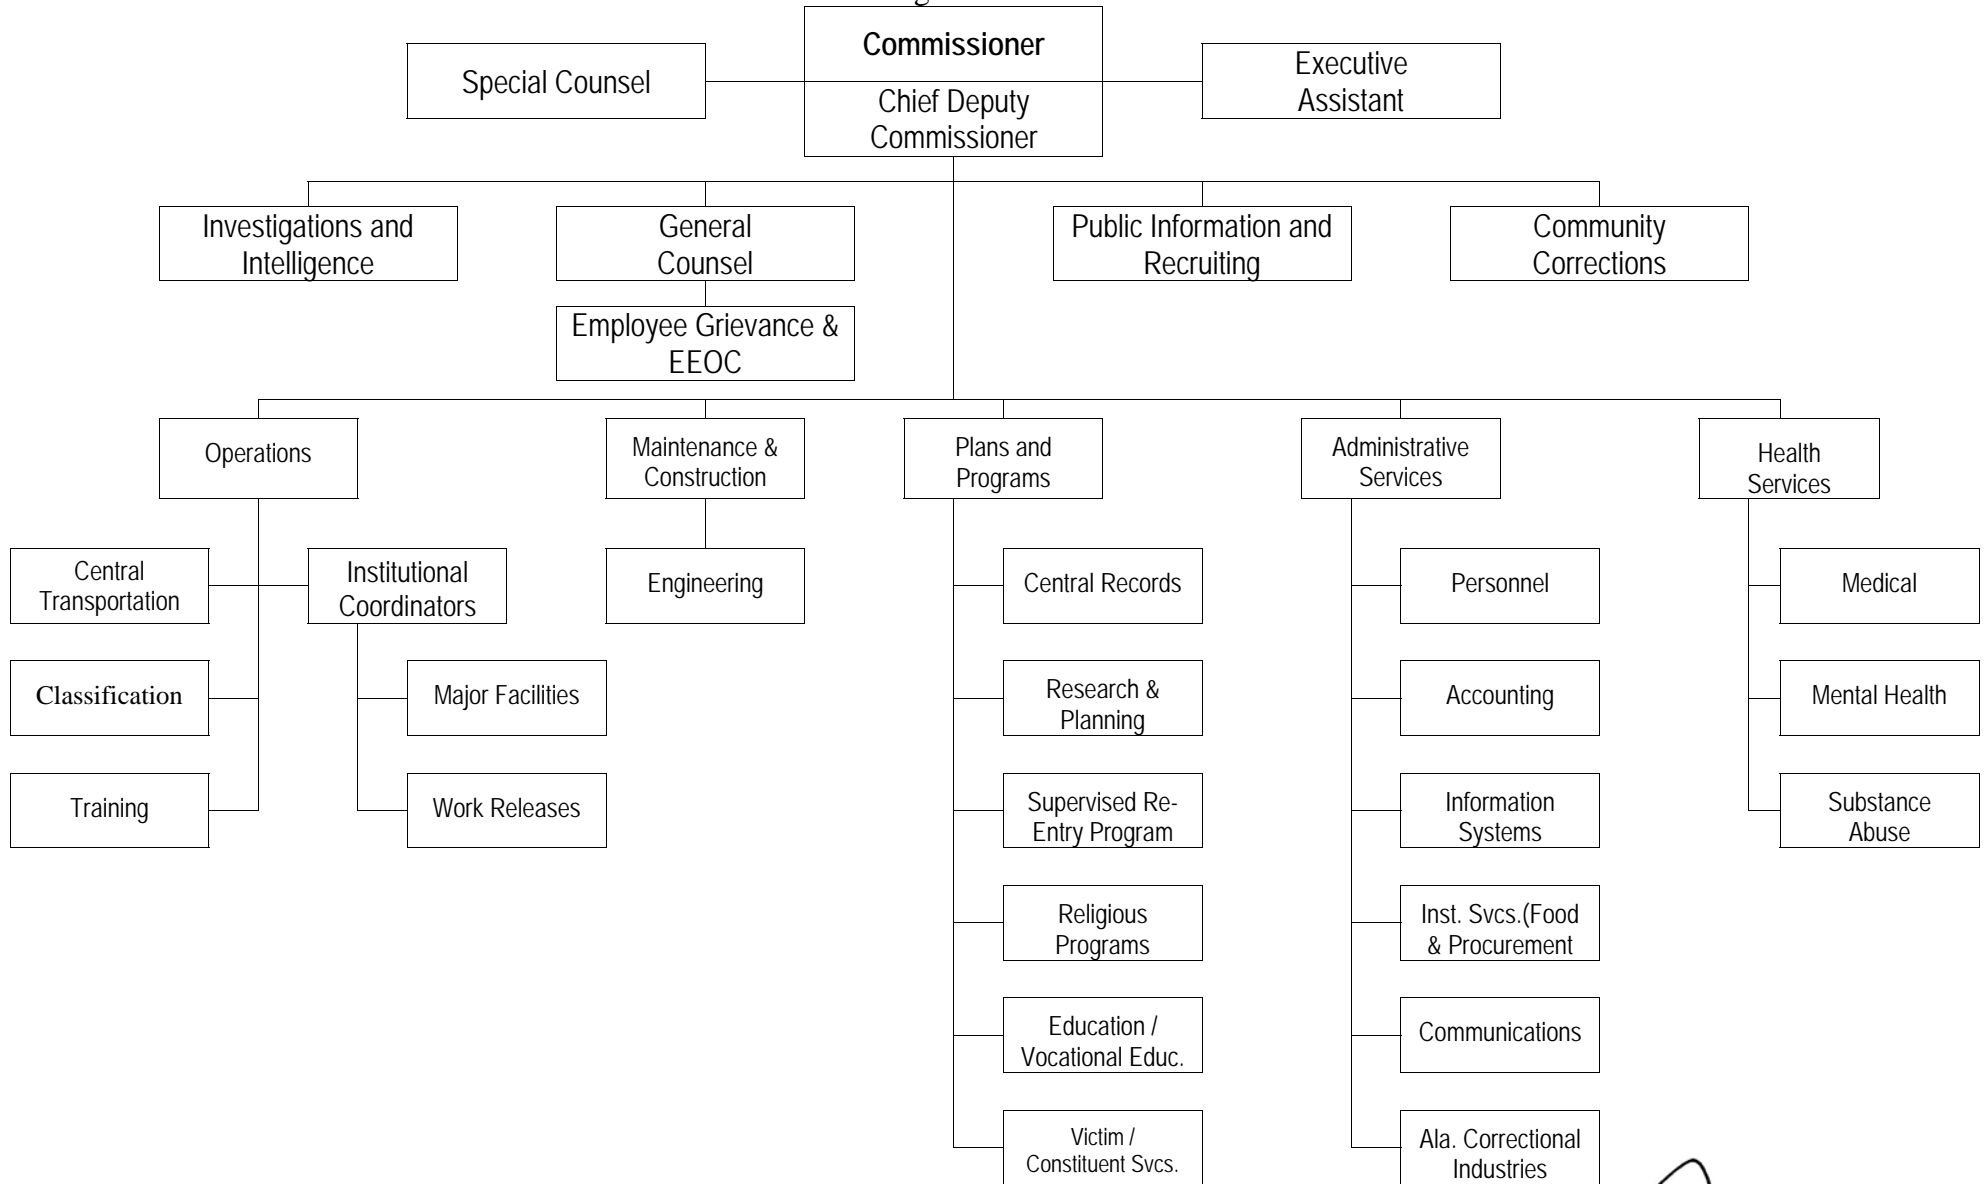 Commissioner
Special Counsel
Executive
Assistant
Chief Deputy
Commissioner
Investigations and
Intelligence
General
Counsel
Public Information and
Recruiting
Community
Corrections
Employee Grievance &
EEOC
Operations
Maintenance &
Construction
Plans and
Programs
Administrative
Services
Health
Services
Central
Transportation
Institutional
Coordinators
Engineering
Central Records
Personnel
Medical
Classification
Major Facilities
Research &
Planning
Accounting
Mental Health
Training
Work Releases
Supervised Re-
Entry Program
Information
Systems
Substance
Abuse
Religious
Programs
Inst. Svcs.(Food
& Procurement
Education /
Vocational Educ.
Communications
Victim /
Constituent Svcs.
Ala. Correctional
Industries